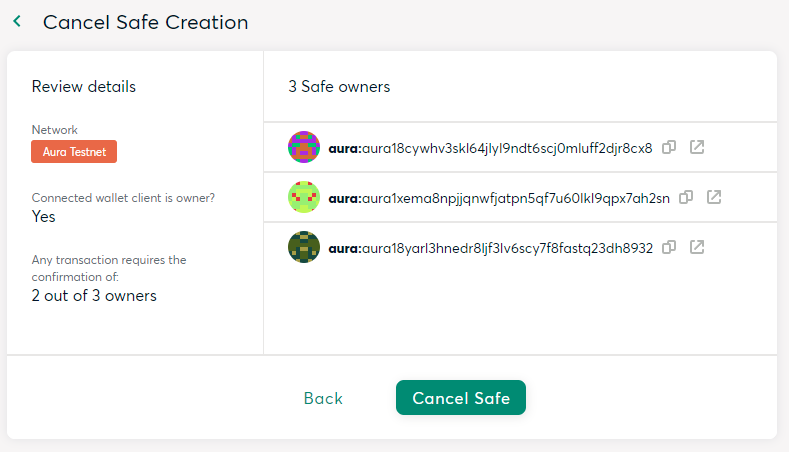 Cancel Safe Creation
Review details
Network
Aura Testnet
Connected wallet client is owner?
Yes
Any transaction requires the
confirmation of:
2 out of 3 owners
3 Safe owners
aura:aura18cywhv3skl64jlyl9ndt6scj0mluff2djr8cx8
aura:aura1xema8npjjqnwfjatpn5qf7u60lkl9qpx7ah2sn
aura:aura18yarl3hnedr8ljf3lv6scy7f8fastq23dh8932
Back
Cancel Safe